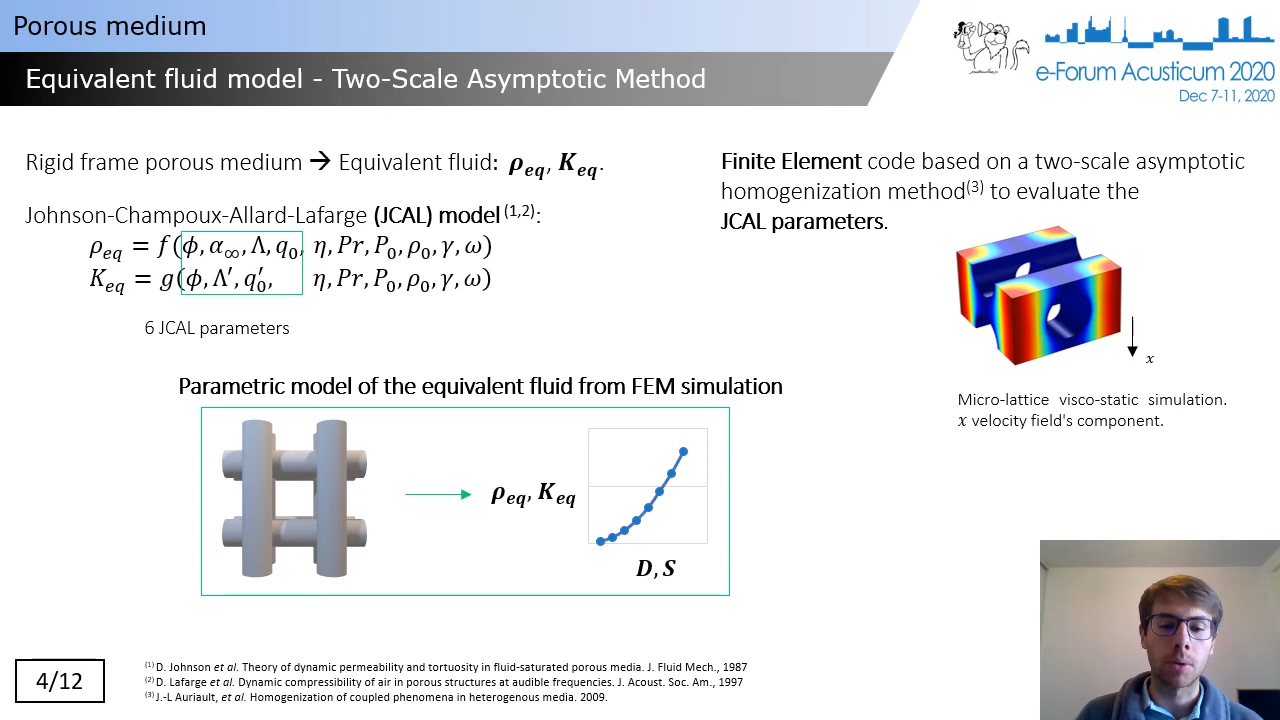 Porous medium
Equivalent fluid model - Two-Scale Asymptotic Method
e-Forum Acusticum 2020
Dec 7-11, 2020
Rigid frame porous medium → Equivalent fluid: ρeq, Keq.
Johnson-Champoux-Allard-Lafarge (JCAL) model (1,2):
ρeq = f(ϕ, α∞, Λ, q0, η, Pr, P0, ρ0, γ, ω)
Keq = g(ϕ, Λ′, q′0, η, Pr, P0, ρ0, γ, ω)
6 JCAL parameters
Finite Element code based on a two-scale asymptotic
homogenization method(3) to evaluate the
JCAL parameters.
x
Micro-lattice visco-static simulation.
x velocity field's component.
Parametric model of the equivalent fluid from FEM simulation
ρeq, Keq
D, S
4/12
(1) D. Johnson et al. Theory of dynamic permeability and tortuosity in fluid-saturated porous media. J. Fluid Mech., 1987
(2) D. Lafarge et al. Dynamic compressibility of air in porous structures at audible frequencies. J. Acoust. Soc. Am., 1997
(3) J.-L Auriault, et al. Homogenization of coupled phenomena in heterogenous media. 2009.